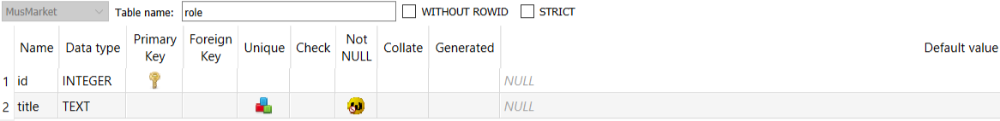 MusMarket Table name: role WITHOUT ROWID STRICT
Name Data type Primary Key Foreign Key Unique Check Not NULL Collate Generated Default value
1 id INTEGER NULL
2 title TEXT NULL